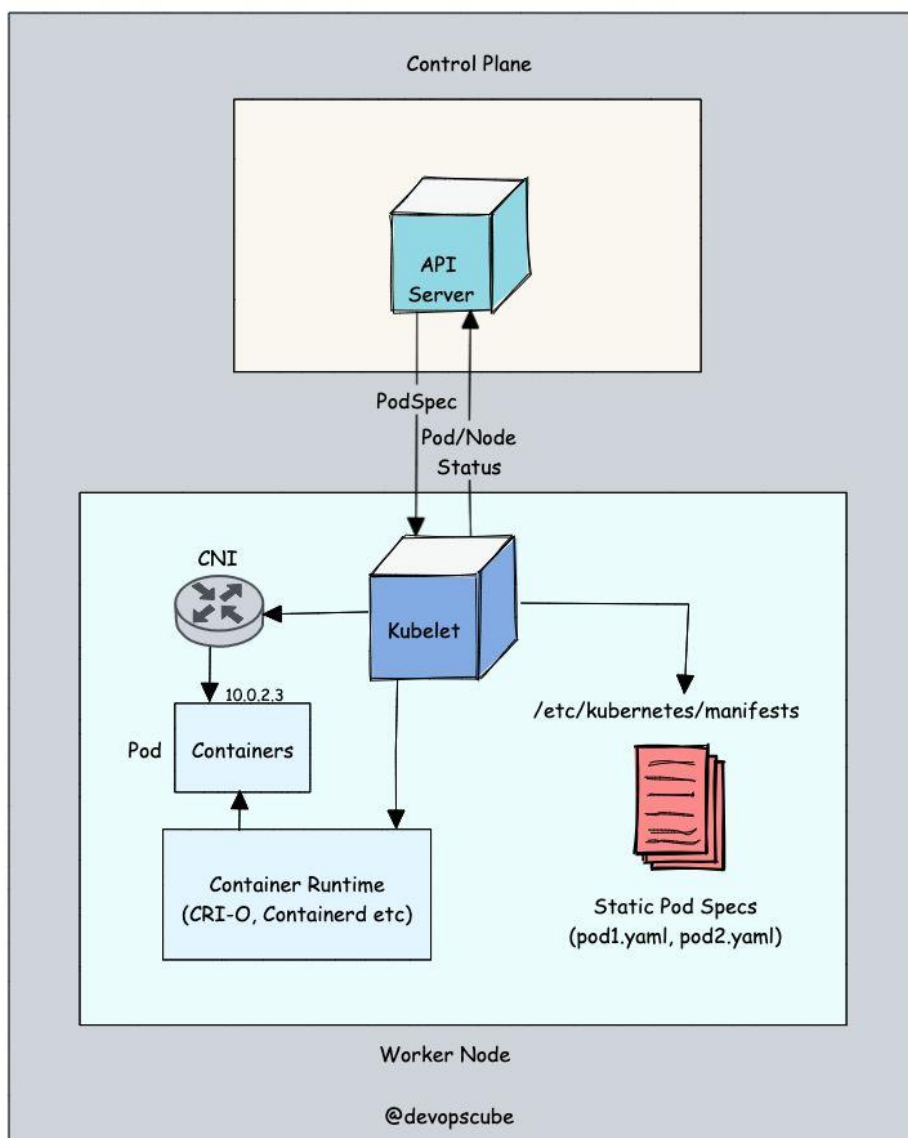 Control Plane
API
Server
PodSpec
Pod/Node
Status
CNI
Kubelet
10.0.2.3
/etc/kubernetes/manifests
Pod
Containers
Container Runtime
(CRI-O, Containerd etc)
Static Pod Specs
(pod1.yaml, pod2.yaml)
Worker Node
@devopscube